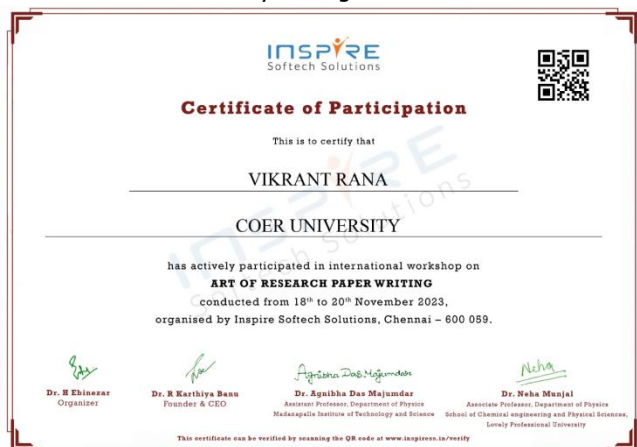 INSPIRE
Softech Solutions
Certificate of Participation
This is to certify that
VIKRANT RANA
COER UNIVERSITY
has actively participated in international workshop on
ART OF RESEARCH PAPER WRITING
conducted from 18th to 20th November 2023,
organised by Inspire Softech Solutions, Chennai – 600 059.
Agnibha Das Majumdar
Neha
Dr. H Ebinezar
Organizer
Dr. R Karthiya Banu
Founder & CEO
Dr. Agnibha Das Majumdar
Assistant Professor, Department of Physics
Madanapalle Institute of Technology and Science
Dr. Neha Munjal
Associate Professor, Department of Physics
School of Chemical engineering and Physical Sciences,
Lovely Professional University
This certificate can be verified by scanning the QR code at www.inspiress.in/verify
INSPIRE
Softech Solutions